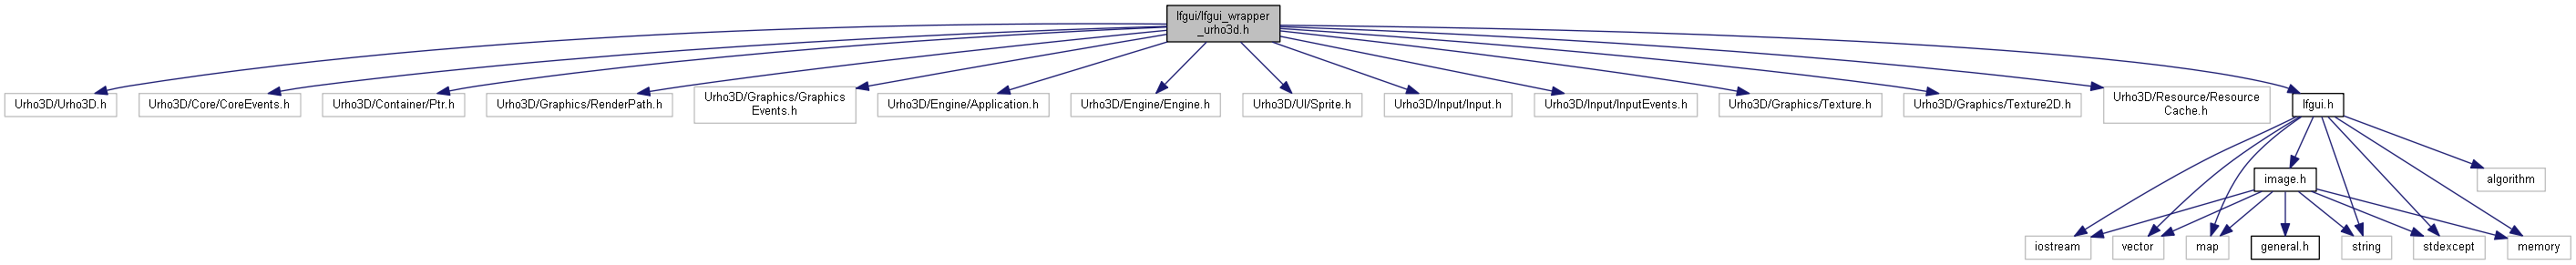 lfgui/lfgui_wrapper
_urho3d.h
Urho3D/Urho3D.h
Urho3D/Core/CoreEvents.h
Urho3D/Container/Ptr.h
Urho3D/Graphics/RenderPath.h
Urho3D/Graphics/Graphics
Events.h
Urho3D/Engine/Application.h
Urho3D/Engine/Engine.h
Urho3D/UI/Sprite.h
Urho3D/Input/Input.h
Urho3D/Input/InputEvents.h
Urho3D/Graphics/Texture.h
Urho3D/Graphics/Texture2D.h
Urho3D/Resource/Resource
Cache.h
lfgui.h
image.h
algorithm
iostream
vector
map
general.h
string
stdexcept
memory